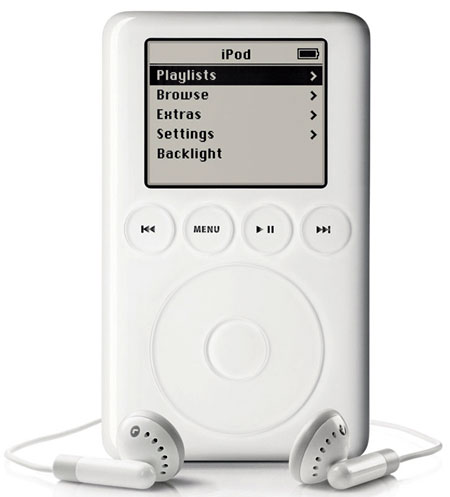 iPod
Playlists
Browse
Extras
Settings
Backlight
MENU